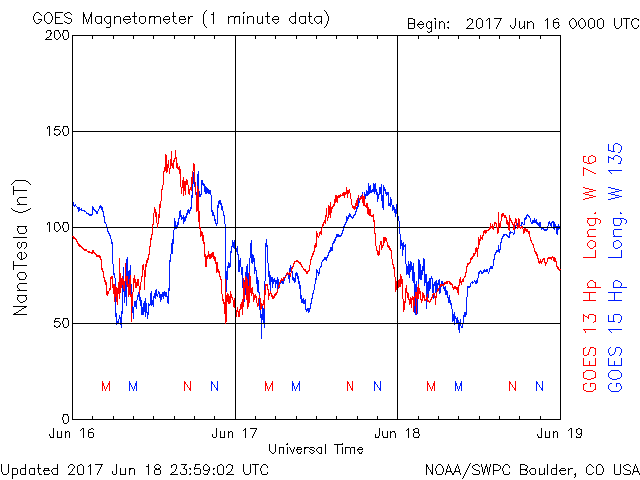 GOES Magnetometer (1 minute data)
Begin: 2017 Jun 16 0000 UTC
200
150
100
50
0
NanoTesla (nT)
M M N N M M N N M M N N
Jun 16 Jun 17 Jun 18 Jun 19
Universal Time
GOES 13 Hp Long. W 76
GOES 15 Hp Long. W 135
Updated 2017 Jun 18 23:59:02 UTC
NOAA/SWPC Boulder, CO USA